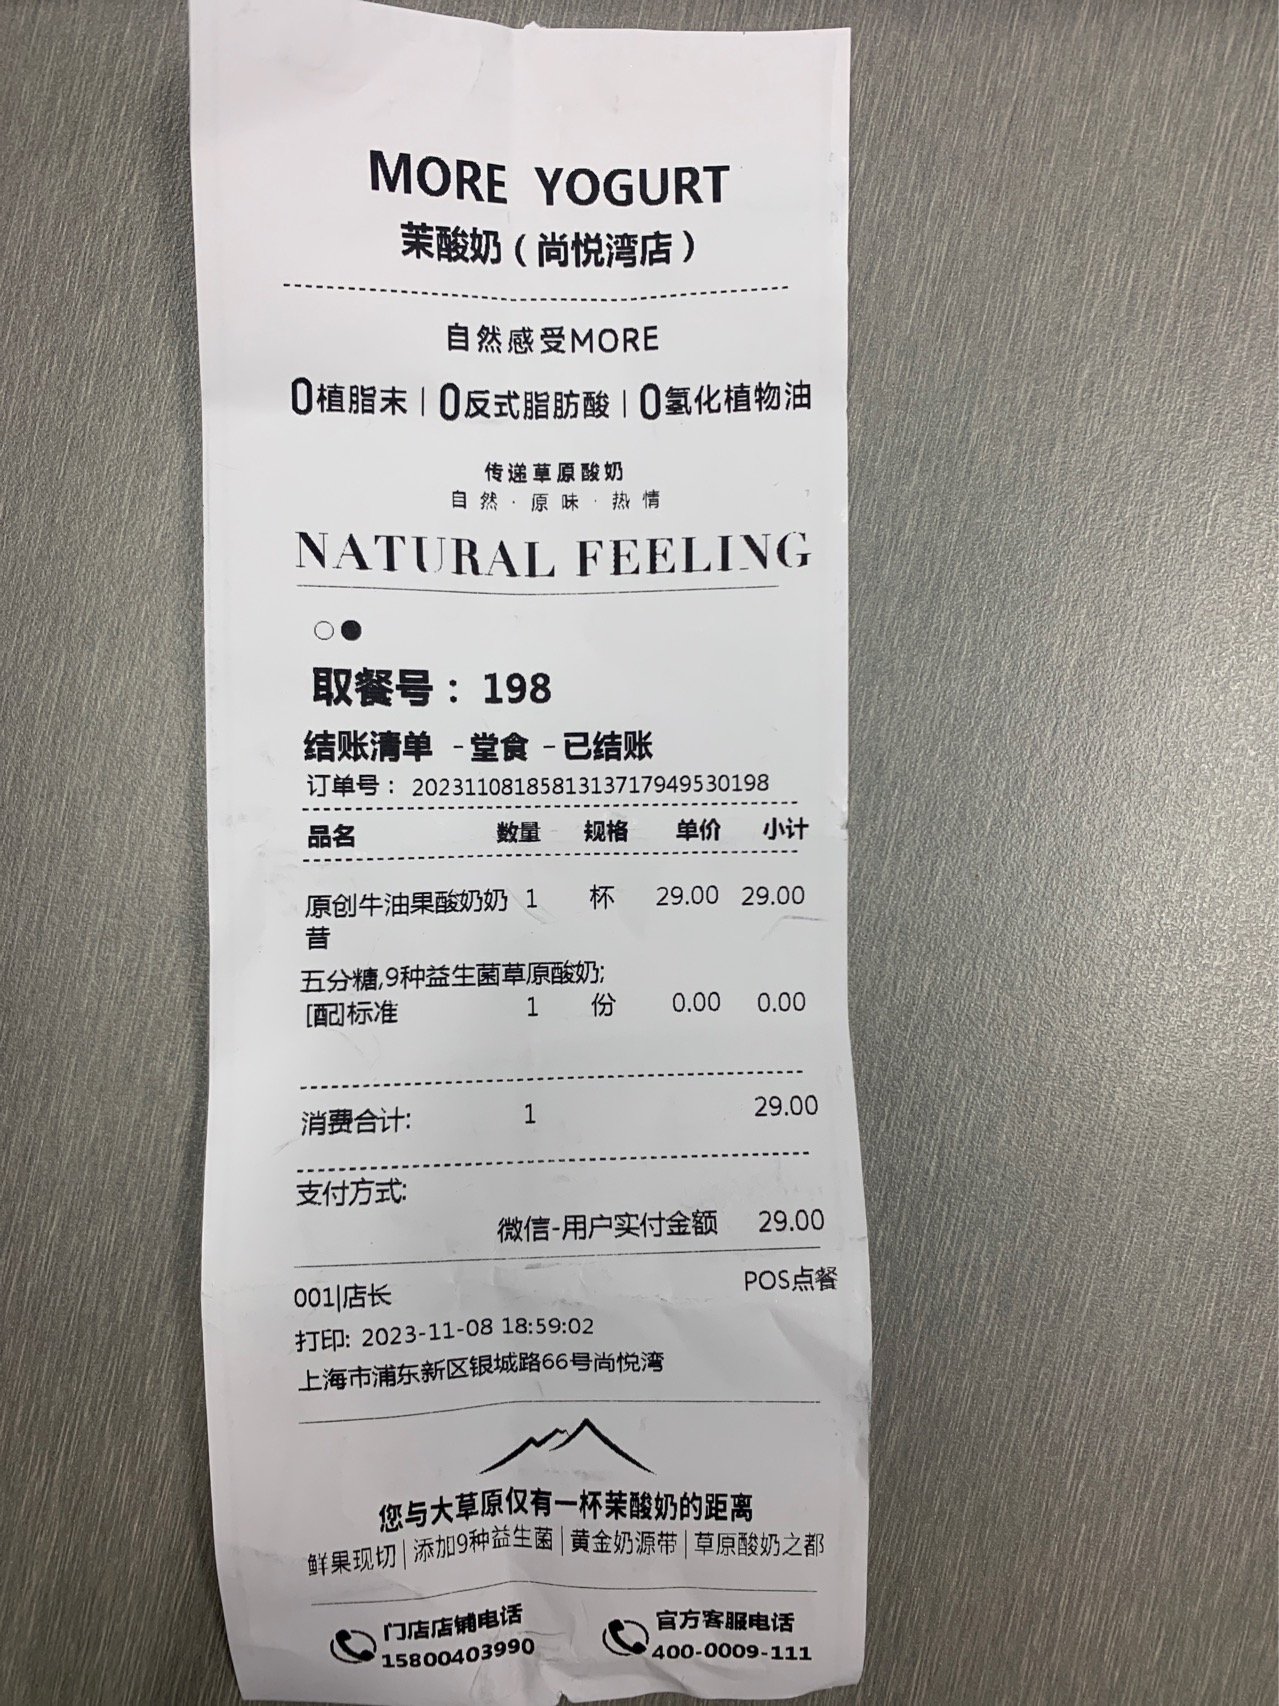 MORE YOGURT
茉酸奶（尚悦湾店）
自然感受MORE
0植脂末 | 0反式脂肪酸 | 0氢化植物油
传递草原酸奶
自然·原味·热情
NATURAL FEELING
取餐号：198
结账清单 -堂食 -已结账
订单号：2023110818581313717949530198
品名 数量 规格 单价 小计
原创牛油果酸奶奶 1 杯 29.00 29.00
昔
五分糖,9种益生菌草原酸奶;
[配]标准 1 份 0.00 0.00
消费合计: 1 29.00
支付方式:
微信-用户实付金额 29.00
001|店长 POS点餐
打印: 2023-11-08 18:59:02
上海市浦东新区银城路66号尚悦湾
您与大草原仅有一杯茉酸奶的距离
鲜果现切|添加9种益生菌|黄金奶源带|草原酸奶之都
门店店铺电话 官方客服电话
15800403990 400-0009-111